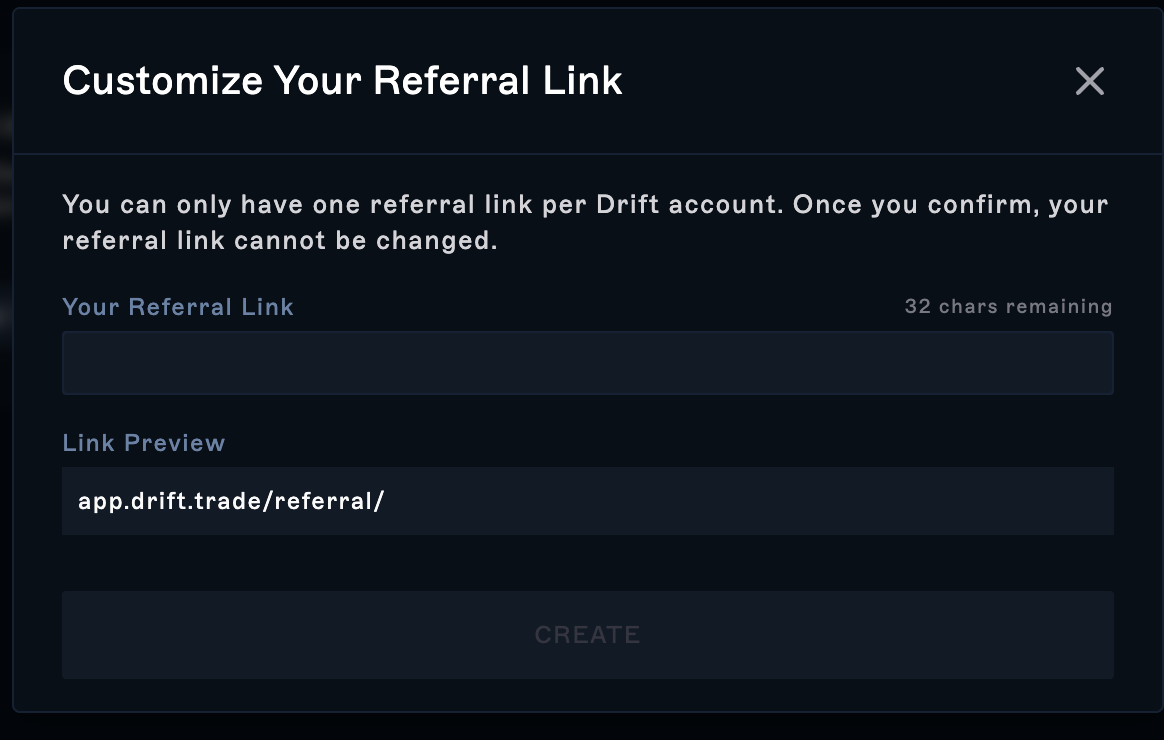 Customize Your Referral Link
You can only have one referral link per Drift account. Once you confirm, your
referral link cannot be changed.
Your Referral Link
32 chars remaining
Link Preview
app.drift.trade/referral/
CREATE